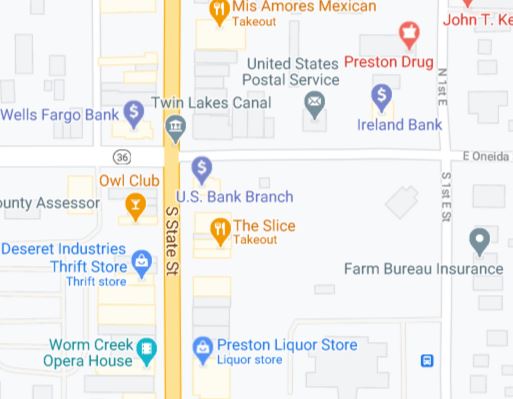 Mis Amores Mexican
Takeout
John T. Ke
Preston Drug
United States
Postal Service
N 1st E
Wells Fargo Bank
Twin Lakes Canal
Ireland Bank
36
E Oneida
Owl Club
U.S. Bank Branch
ounty Assessor
S State St
S 1st E St
The Slice
Takeout
Deseret Industries
Thrift Store
Thrift store
Farm Bureau Insurance
Worm Creek
Opera House
Preston Liquor Store
Liquor store